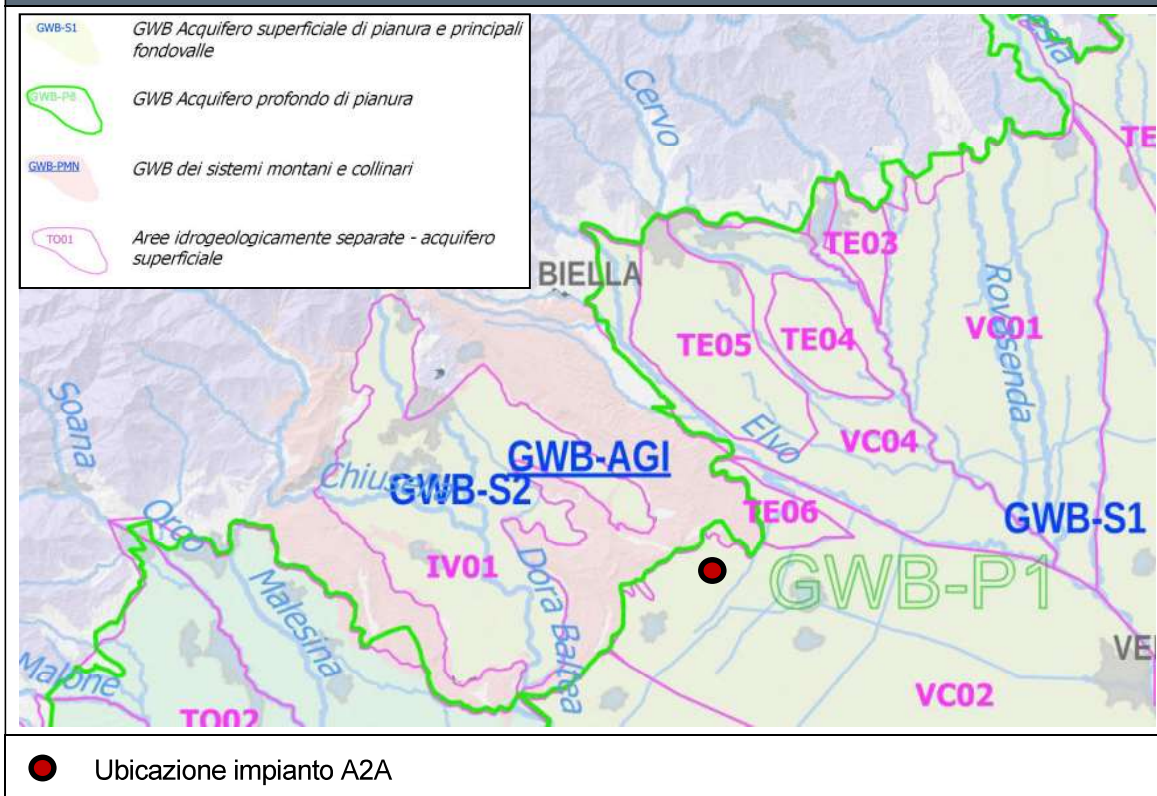 GWB-S1
GWB Acquifero superficiale di pianura e principali
fondovalle
GWB-P8
GWB Acquifero profondo di pianura
GWB-PMN
GWB dei sistemi montani e collinari
TO01
Aree idrogeologicamente separate - acquifero
superficiale
Cervo
TE
BIELLA
TE03
Rovasenda
VC01
TE05
TE04
Soana
Elvo
VC04
GWB-AGI
Chiusella
GWB-S2
Orco
TE06
GWB-S1
IV01
Dora Baltea
GWB-P1
Malesina
VE
Malone
TO02
VC02
Ubicazione impianto A2A